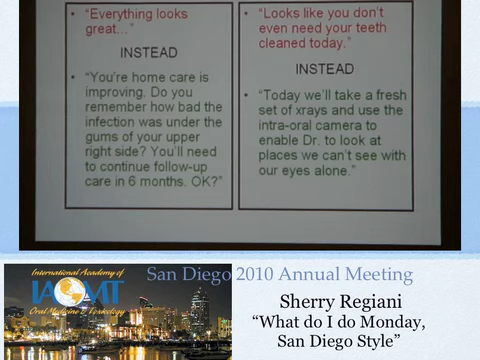 • “Everything looks
great…”
INSTEAD
• “You’re home care is
improving. Do you
remember how bad the
infection was under the
gums of your upper
right side? You’ll need
to continue follow-up
care in 6 months. OK?”
• “Looks like you don’t
even need your teeth
cleaned today.”
INSTEAD
• “Today we’ll take a fresh
set of xrays and use the
intra-oral camera to
enable Dr. to look at
places we can’t see with
our eyes alone.”
International Academy of
IAOMT
Oral Medicine & Toxicology
San Diego 2010 Annual Meeting
Sherry Regiani
“What do I do Monday,
San Diego Style”